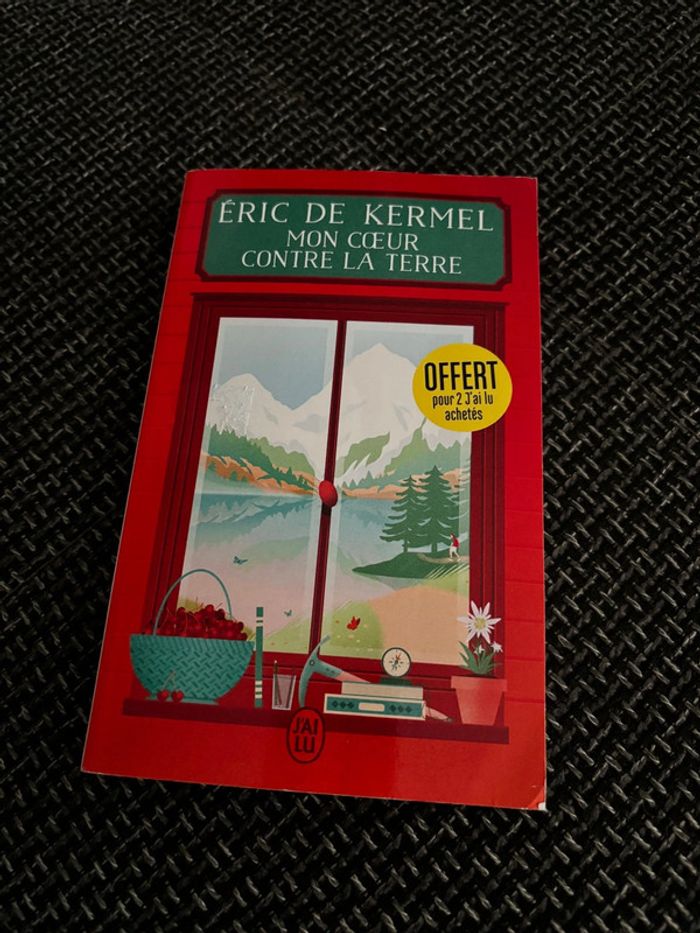 ÉRIC DE KERMEL
MON CŒUR
CONTRE LA TERRE
OFFERT
pour 2 J'ai lu
achetés
J'AI
LU